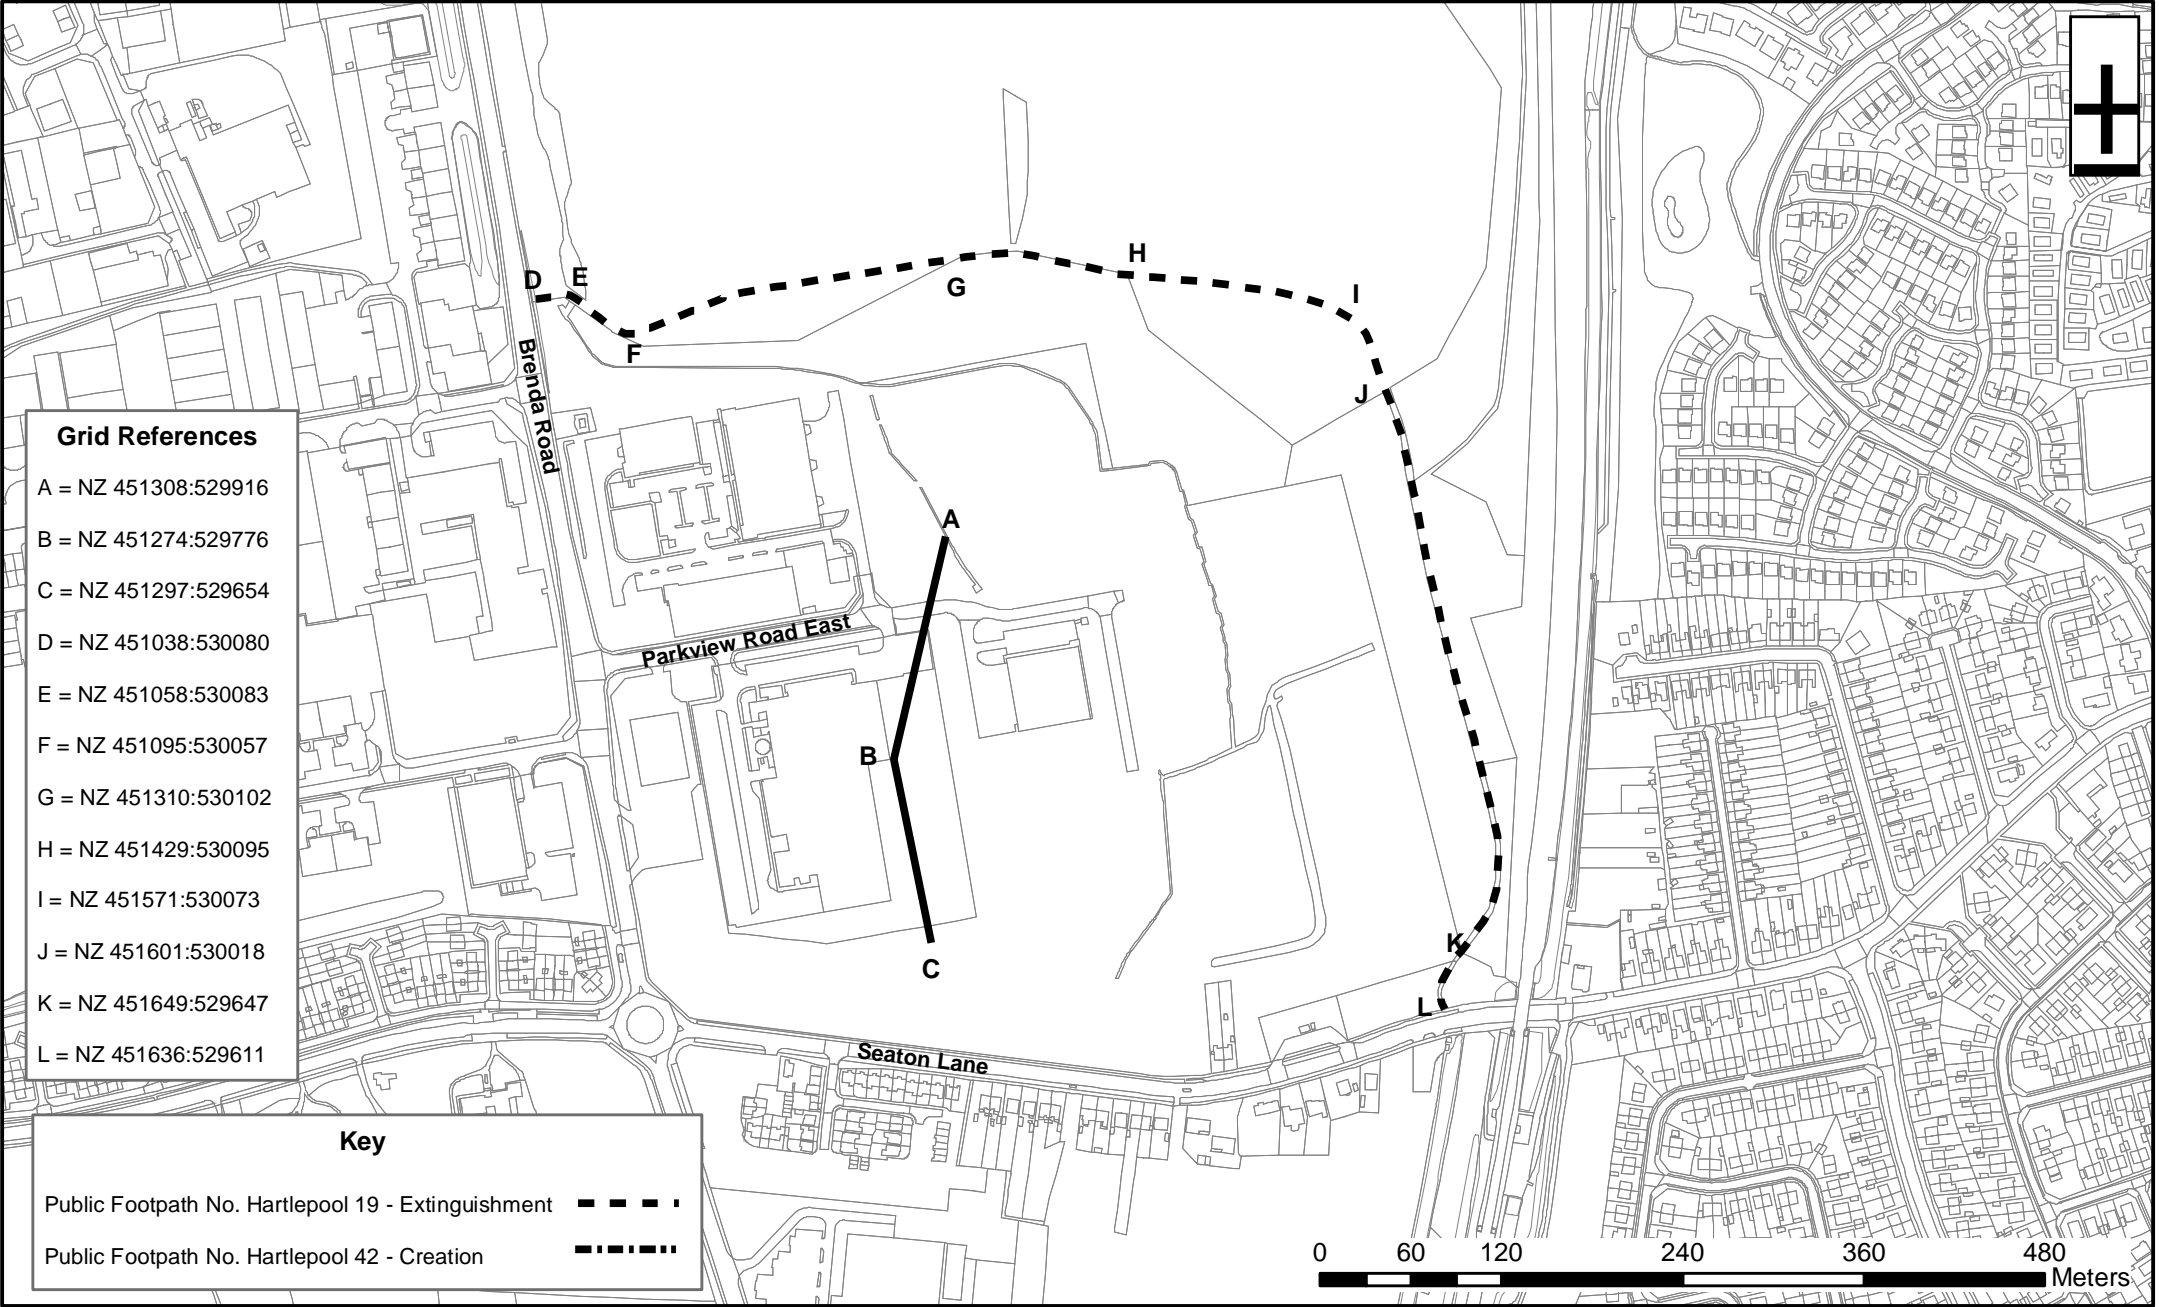 D
E
F
G
H
I
J
A
B
C
K
L
Brenda Road
Parkview Road East
Seaton Lane
Grid References
A = NZ 451308:529916
B = NZ 451274:529776
C = NZ 451297:529654
D = NZ 451038:530080
E = NZ 451058:530083
F = NZ 451095:530057
G = NZ 451310:530102
H = NZ 451429:530095
I = NZ 451571:530073
J = NZ 451601:530018
K = NZ 451649:529647
L = NZ 451636:529611
Key
Public Footpath No. Hartlepool 19 - Extinguishment
Public Footpath No. Hartlepool 42 - Creation
0 60 120 240 360 480
Meters